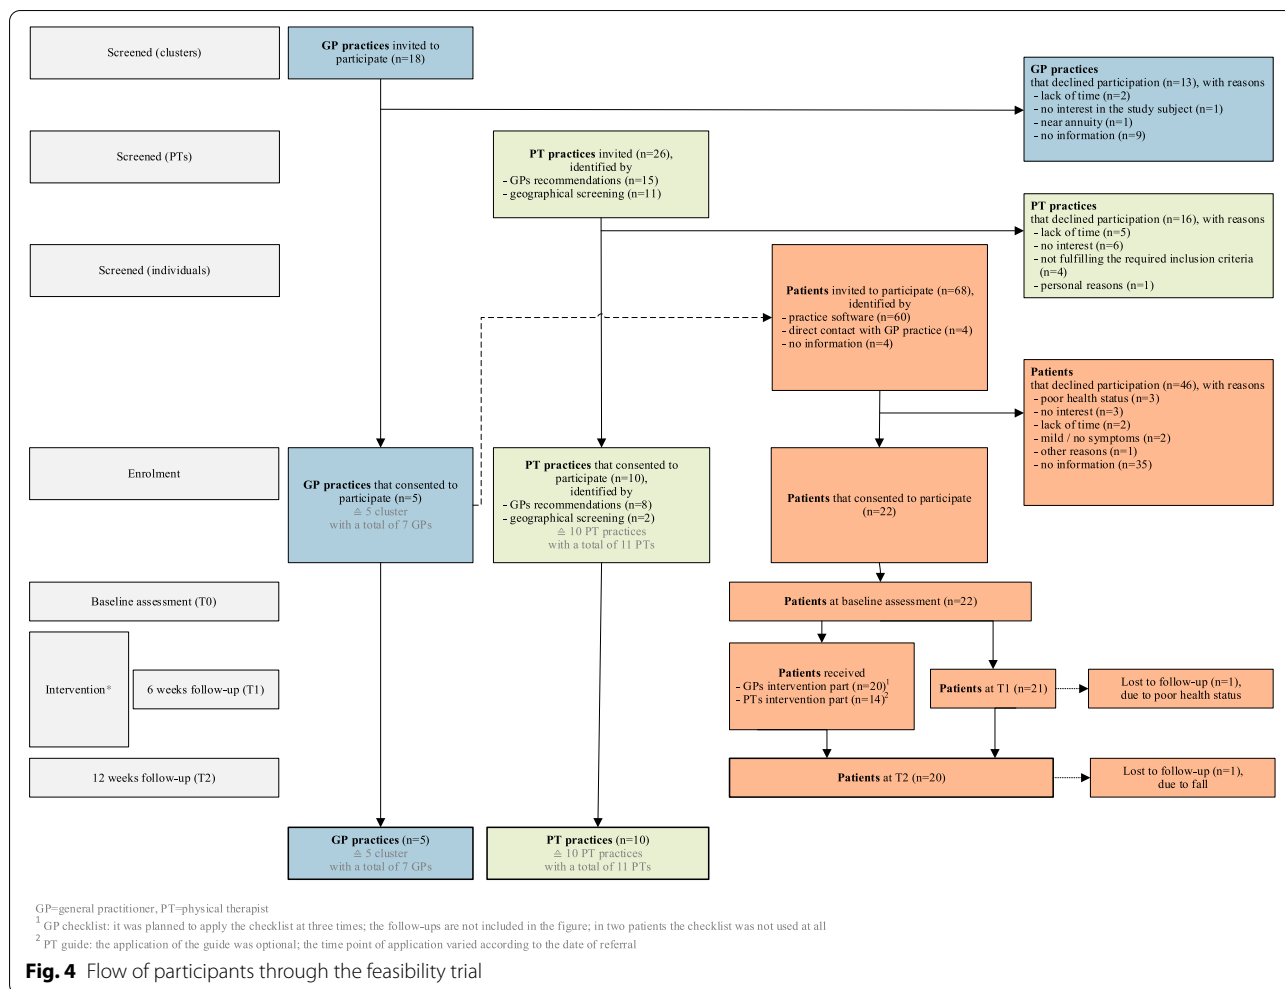 Screened (clusters)
GP practices invited to
participate (n=18)
GP practices
that declined participation (n=13), with reasons
- lack of time (n=2)
- no interest in the study subject (n=1)
- near annuity (n=1)
- no information (n=9)
Screened (PTs)
PT practices invited (n=26),
identified by
- GPs recommendations (n=15)
- geographical screening (n=11)
PT practices
that declined participation (n=16), with reasons
- lack of time (n=5)
- no interest (n=6)
- not fulfilling the required inclusion criteria
(n=4)
- personal reasons (n=1)
Screened (individuals)
Patients invited to participate (n=68),
identified by
- practice software (n=60)
- direct contact with GP practice (n=4)
- no information (n=4)
Patients
that declined participation (n=46), with reasons
- poor health status (n=3)
- no interest (n=3)
- lack of time (n=2)
- mild / no symptoms (n=2)
- other reasons (n=1)
- no information (n=35)
Enrolment
GP practices that consented to
participate (n=5)
≙ 5 cluster
with a total of 7 GPs
PT practices that consented to
participate (n=10),
identified by
- GPs recommendations (n=8)
- geographical screening (n=2)
≙ 10 PT practices
with a total of 11 PTs
Patients that consented to participate
(n=22)
Baseline assessment (T0)
Patients at baseline assessment (n=22)
Intervention*
6 weeks follow-up (T1)
Patients received
- GPs intervention part (n=20)1
- PTs intervention part (n=14)2
Patients at T1 (n=21)
Lost to follow-up (n=1),
due to poor health status
12 weeks follow-up (T2)
Patients at T2 (n=20)
Lost to follow-up (n=1),
due to fall
GP practices (n=5)
≙ 5 cluster
with a total of 7 GPs
PT practices (n=10)
≙ 10 PT practices
with a total of 11 PTs
GP=general practitioner, PT=physical therapist
1 GP checklist: it was planned to apply the checklist at three times; the follow-ups are not included in the figure; in two patients the checklist was not used at all
2 PT guide: the application of the guide was optional; the time point of application varied according to the date of referral
Fig. 4 Flow of participants through the feasibility trial